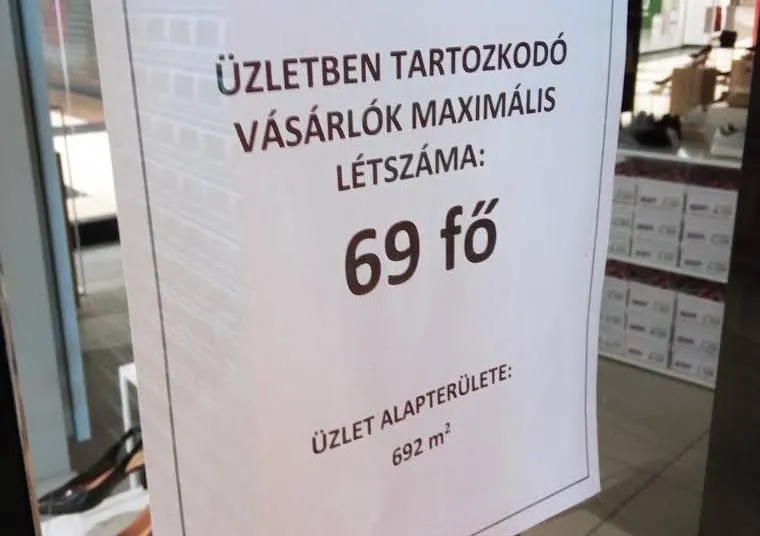 ÜZLETBEN TARTOZKODÓ
VÁSÁRLÓK MAXIMÁLIS
LÉTSZÁMA:
69 fő
ÜZLET ALAPTERÜLETE:
692 m²